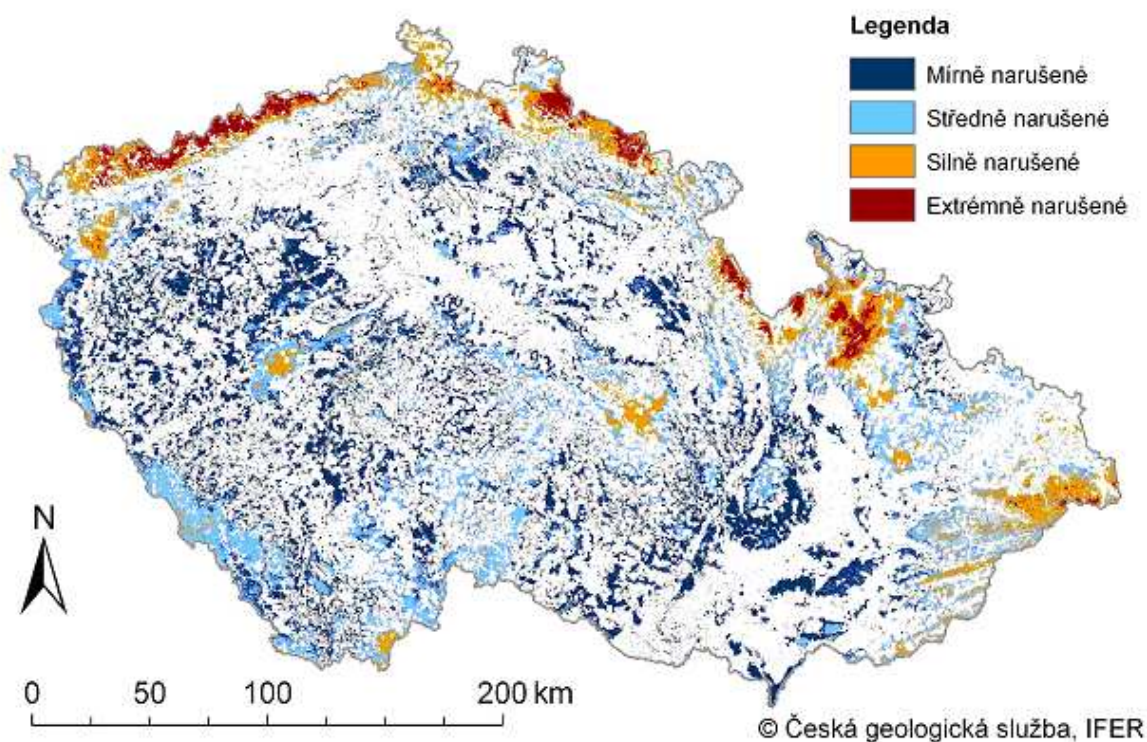 Legenda
Mírně narušené
Středně narušené
Silně narušené
Extrémně narušené
N
0 50 100 200 km
© Česká geologická služba, IFER